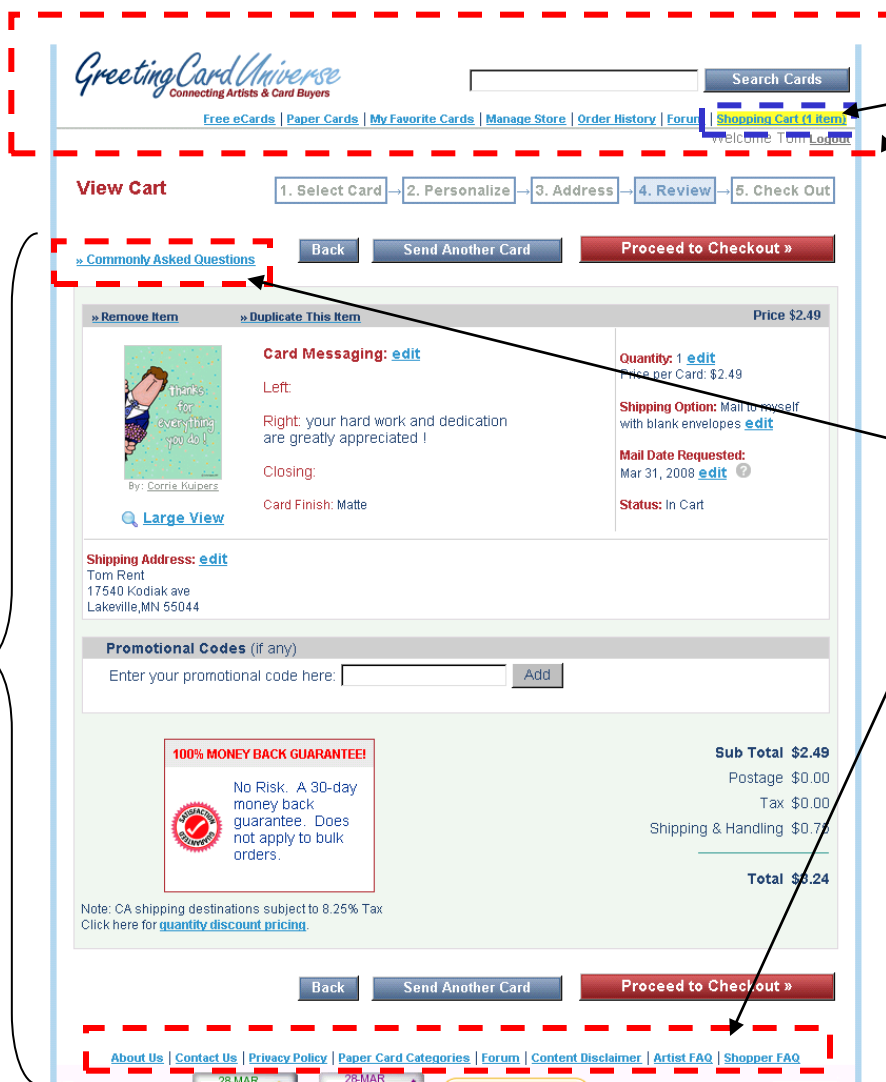 GreetingCardUniverse
Connecting Artists & Card Buyers
Search Cards
Free eCards | Paper Cards | My Favorite Cards | Manage Store | Order History | Forum | Shopping Cart (1 item)
Welcome Tom Logout
View Cart
1. Select Card → 2. Personalize → 3. Address → 4. Review → 5. Check Out
» Commonly Asked Questions
Back
Send Another Card
Proceed to Checkout »
» Remove Item
» Duplicate This Item
Price $2.49
thanks
for
everything
you do !
By: Corrie Kuipers
Large View
Card Messaging: edit
Left:
Right: your hard work and dedication
are greatly appreciated !
Closing:
Card Finish: Matte
Quantity: 1 edit
Price per Card: $2.49
Shipping Option: Mail to myself
with blank envelopes edit
Mail Date Requested:
Mar 31, 2008 edit ?
Status: In Cart
Shipping Address: edit
Tom Rent
17540 Kodiak ave
Lakeville,MN 55044
Promotional Codes (if any)
Enter your promotional code here:
Add
100% MONEY BACK GUARANTEE!
No Risk. A 30-day
money back
guarantee. Does
not apply to bulk
orders.
SATISFACTION
GUARANTEED
Sub Total $2.49
Postage $0.00
Tax $0.00
Shipping & Handling $0.75
Total $3.24
Note: CA shipping destinations subject to 8.25% Tax
Click here for quantity discount pricing.
Back
Send Another Card
Proceed to Checkout »
About Us | Contact Us | Privacy Policy | Paper Card Categories | Forum | Content Disclaimer | Artist FAQ | Shopper FAQ
28 MAR
28-MAR